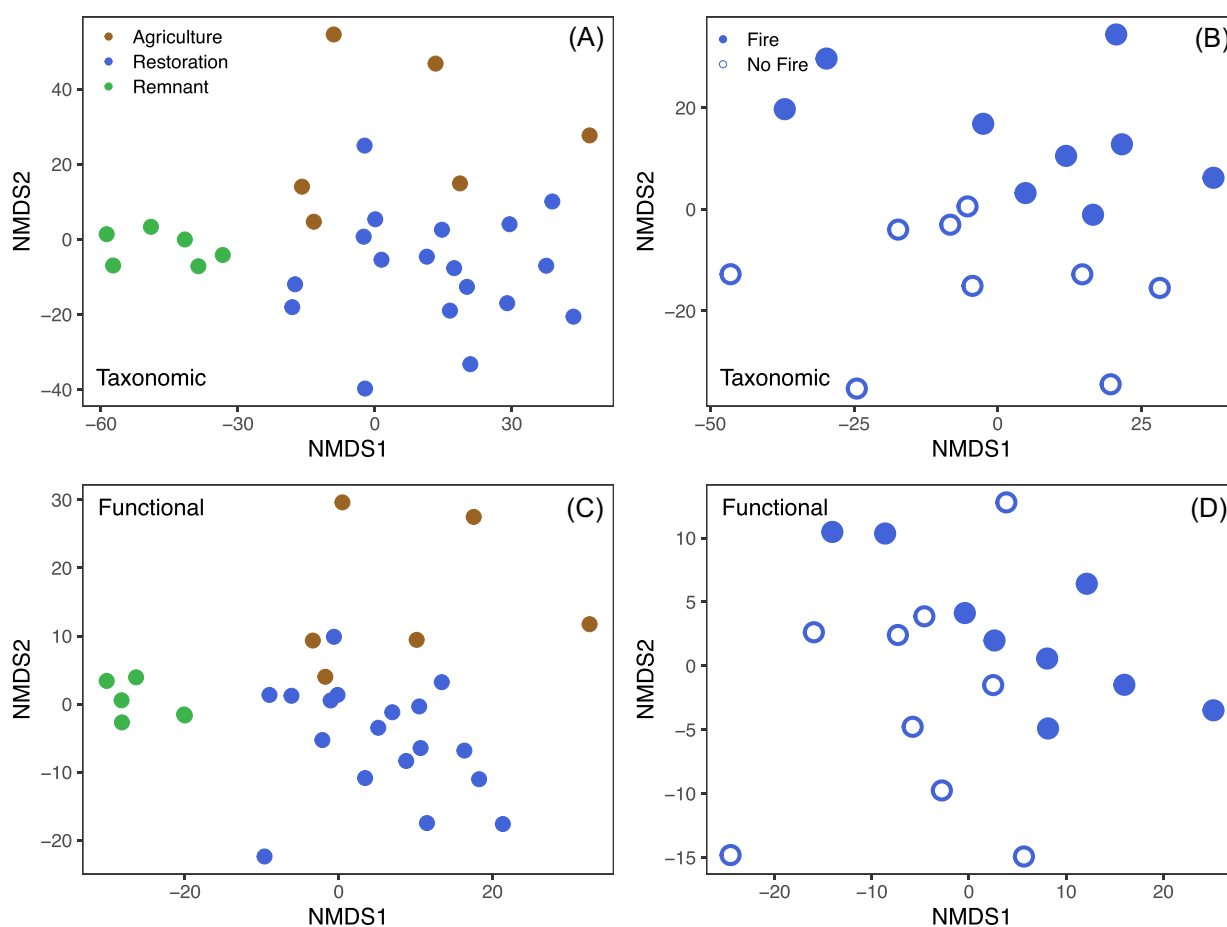 (A)
Agriculture
Restoration
Remnant
40
20
0
−20
−40
NMDS2
Taxonomic
−60
−30
0
30
NMDS1
(B)
Fire
No Fire
20
0
−20
NMDS2
Taxonomic
−50
−25
0
25
NMDS1
Functional
(C)
30
20
10
0
−10
−20
NMDS2
−20
0
20
NMDS1
Functional
(D)
10
5
0
−5
−10
−15
NMDS2
−20
−10
0
10
20
NMDS1